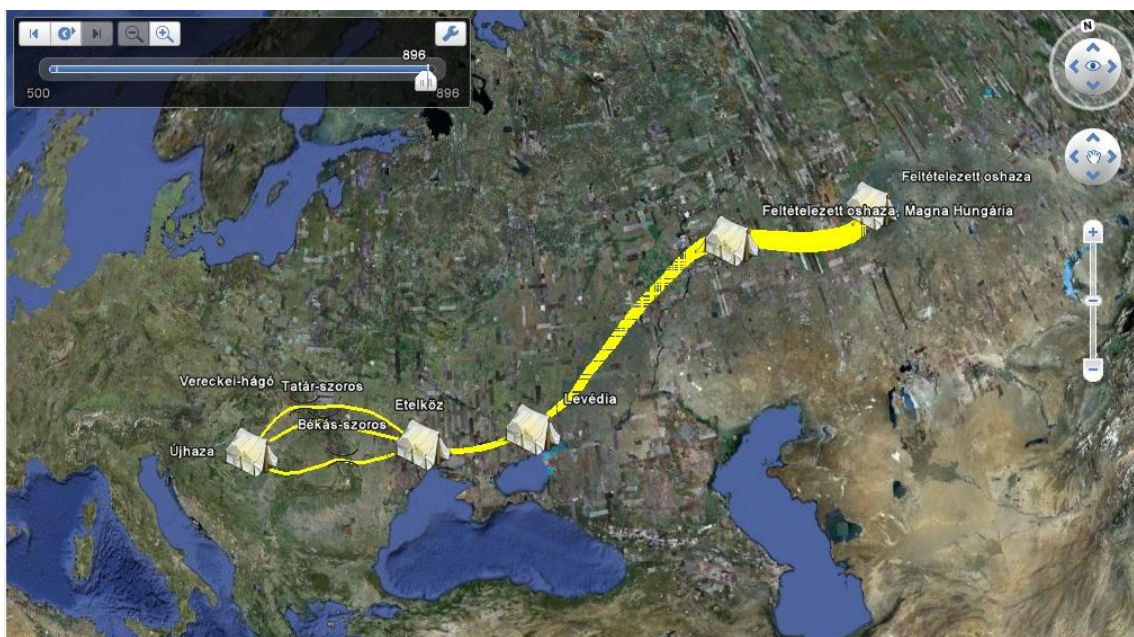 N
896
500
896
Feltételezett oshaza
Feltételezett oshaza, Magna Hungária
Vereckei-hágó
Tatár-szoros
Etelköz
Levédia
Békás-szoros
Újhaza